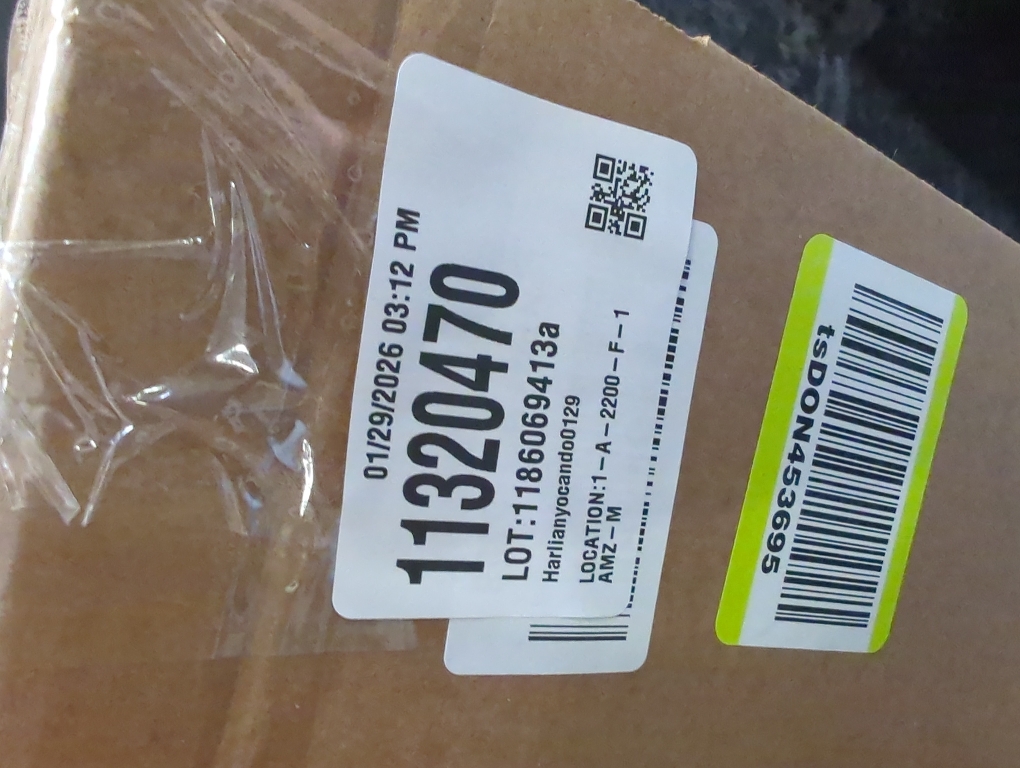 01/29/2026 03:12 PM
11320470
LOT:1186069413a
Harlianyocando0129
LOCATION:1-A-2200-F-1
AMZ-M
tsDON453695